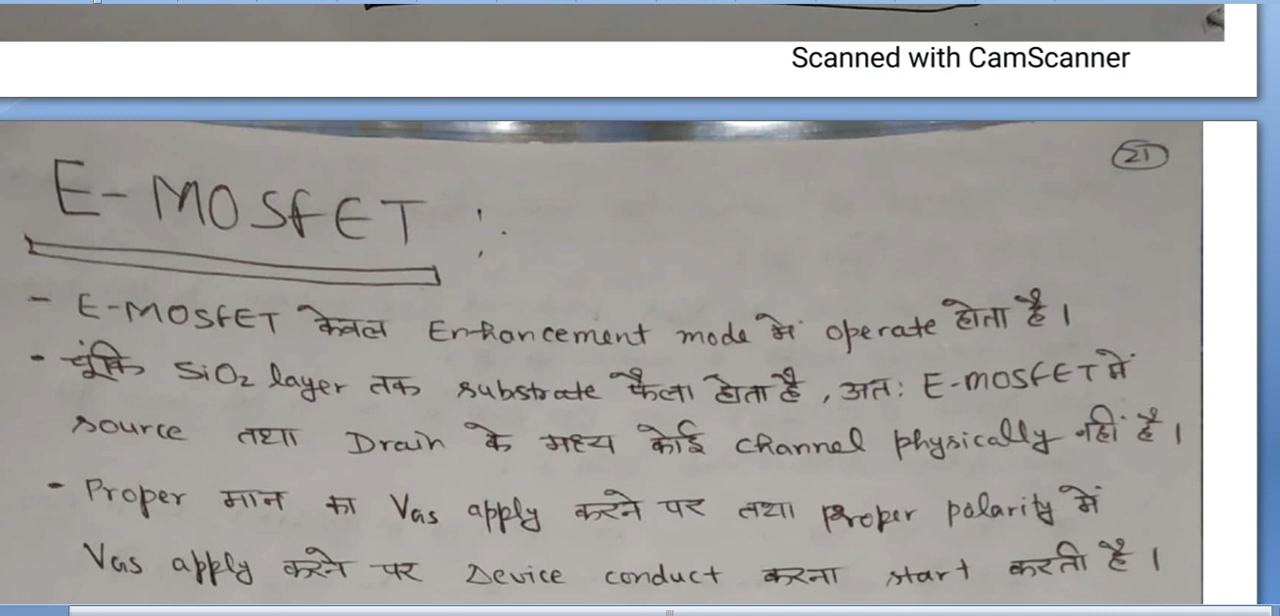 Scanned with CamScanner
21
E-MOSFET :
- E-MOSFET केवल Enhancement mode में operate होता है।
• चूंकि SiO2 layer तक substrate फैला होता है, अतः E-MOSFET में
source तथा Drain के मध्य कोई channel physically नहीं है।
• Proper मान का VGS apply करने पर तथा proper polarity में
VGS apply करने पर Device conduct करना start करती है।